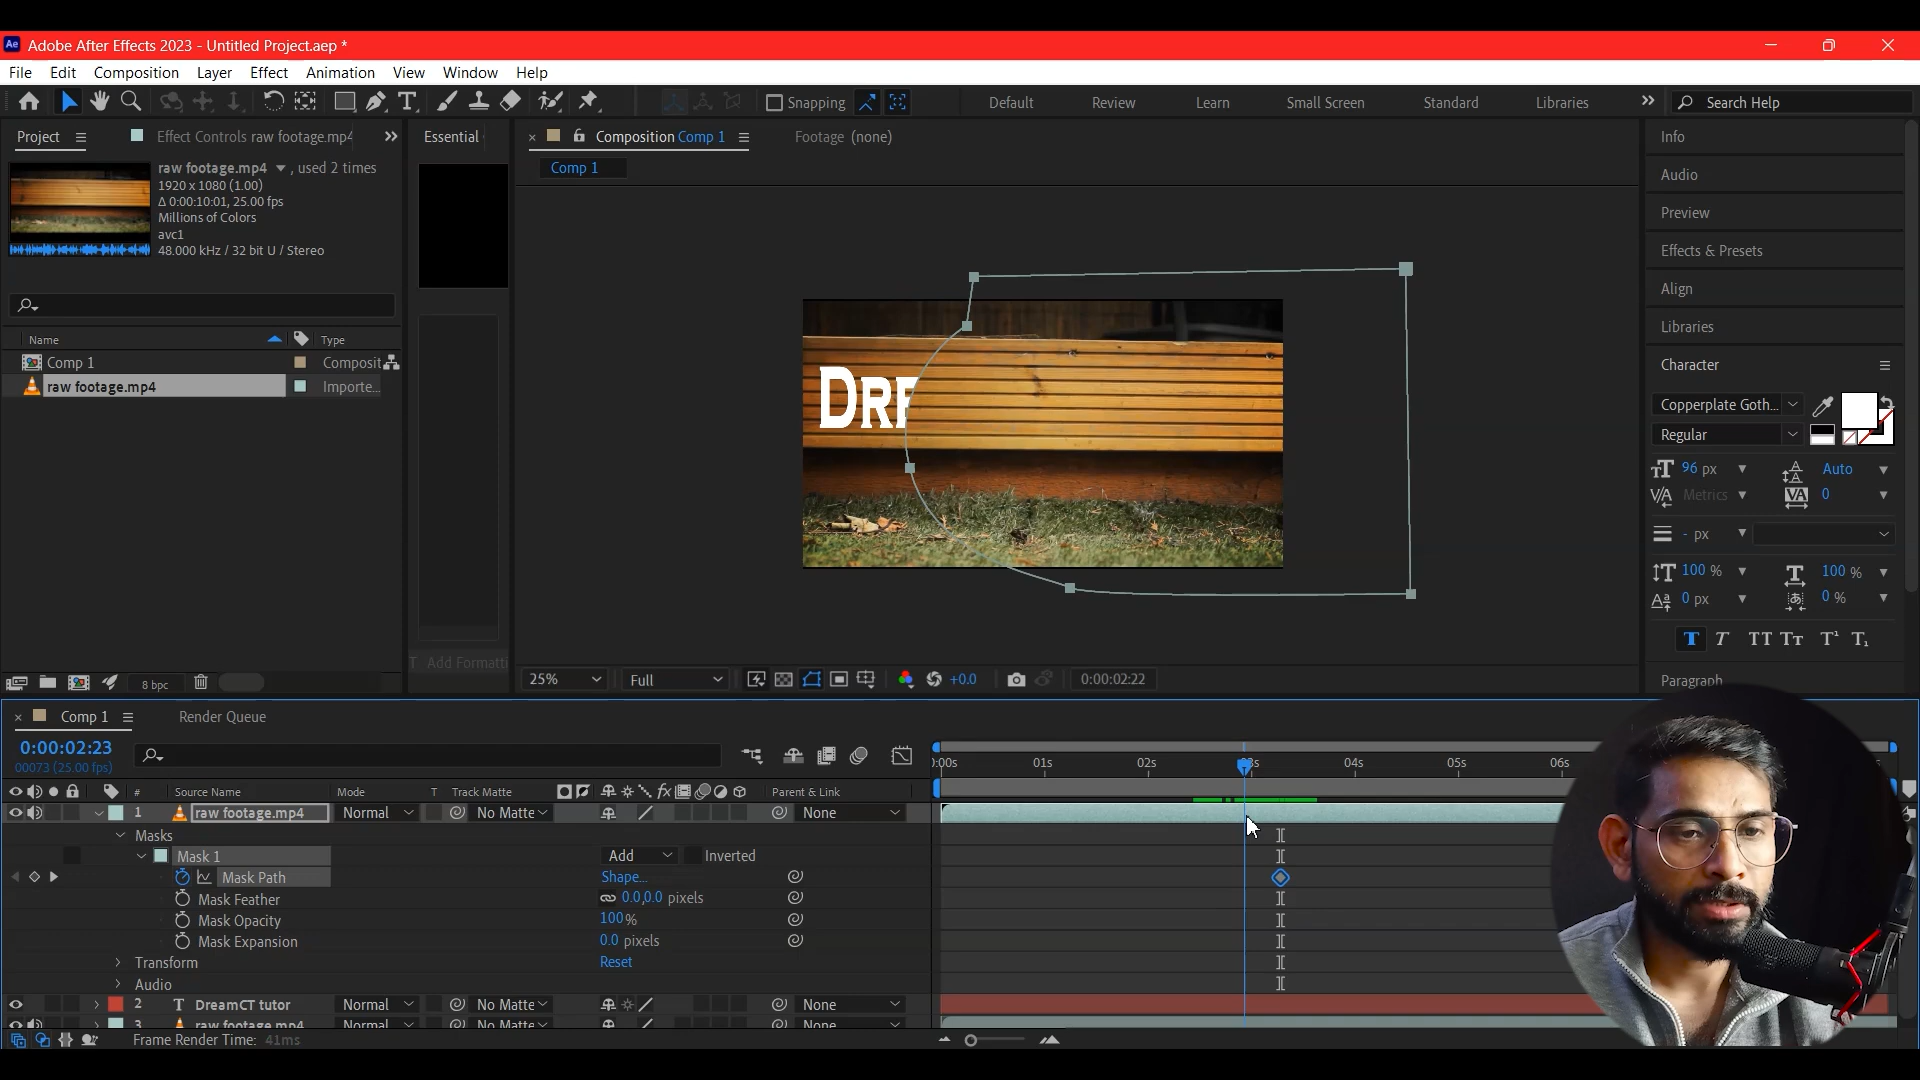 Ae Adobe After Effects 2023 - Untitled Project.aep *
File Edit Composition Layer Effect Animation View Window Help
Snapping Default Review Learn Small Screen Standard Libraries Search Help
Project Effect Controls raw footage.mp4
raw footage.mp4 , used 2 times
1920 x 1080 (1.00)
Δ 0:00:10:01, 25.00 fps
Millions of Colors
avc1
48.000 kHz / 32 bit U / Stereo
Name Type
Comp 1 Composit
raw footage.mp4 Importe...
8 bpc
Essential
T Add Formatti
Composition Comp 1 Footage (none)
Comp 1
DRE
25% Full +0.0 0:00:02:22
Info
Audio
Preview
Effects & Presets
Align
Libraries
Character
Copperplate Goth...
Regular
96 px Auto
Metrics 0
- px
100 % 100 %
0 px 0 %
T T TT Tт T¹ T₁
Paragraph
Comp 1 Render Queue
0:00:02:23
00073 (25.00 fps)
:00s 01s 02s 03s 04s 05s 06s
# Source Name Mode T Track Matte fx Parent & Link
1 raw footage.mp4 Normal No Matte None
Masks
Mask 1 Add Inverted
Mask Path Shape...
Mask Feather 0.0,0.0 pixels
Mask Opacity 100%
Mask Expansion 0.0 pixels
Transform Reset
Audio
2 T DreamCT tutor Normal No Matte None
3 raw footage.mp4 Normal No Matte None
Frame Render Time: 41ms